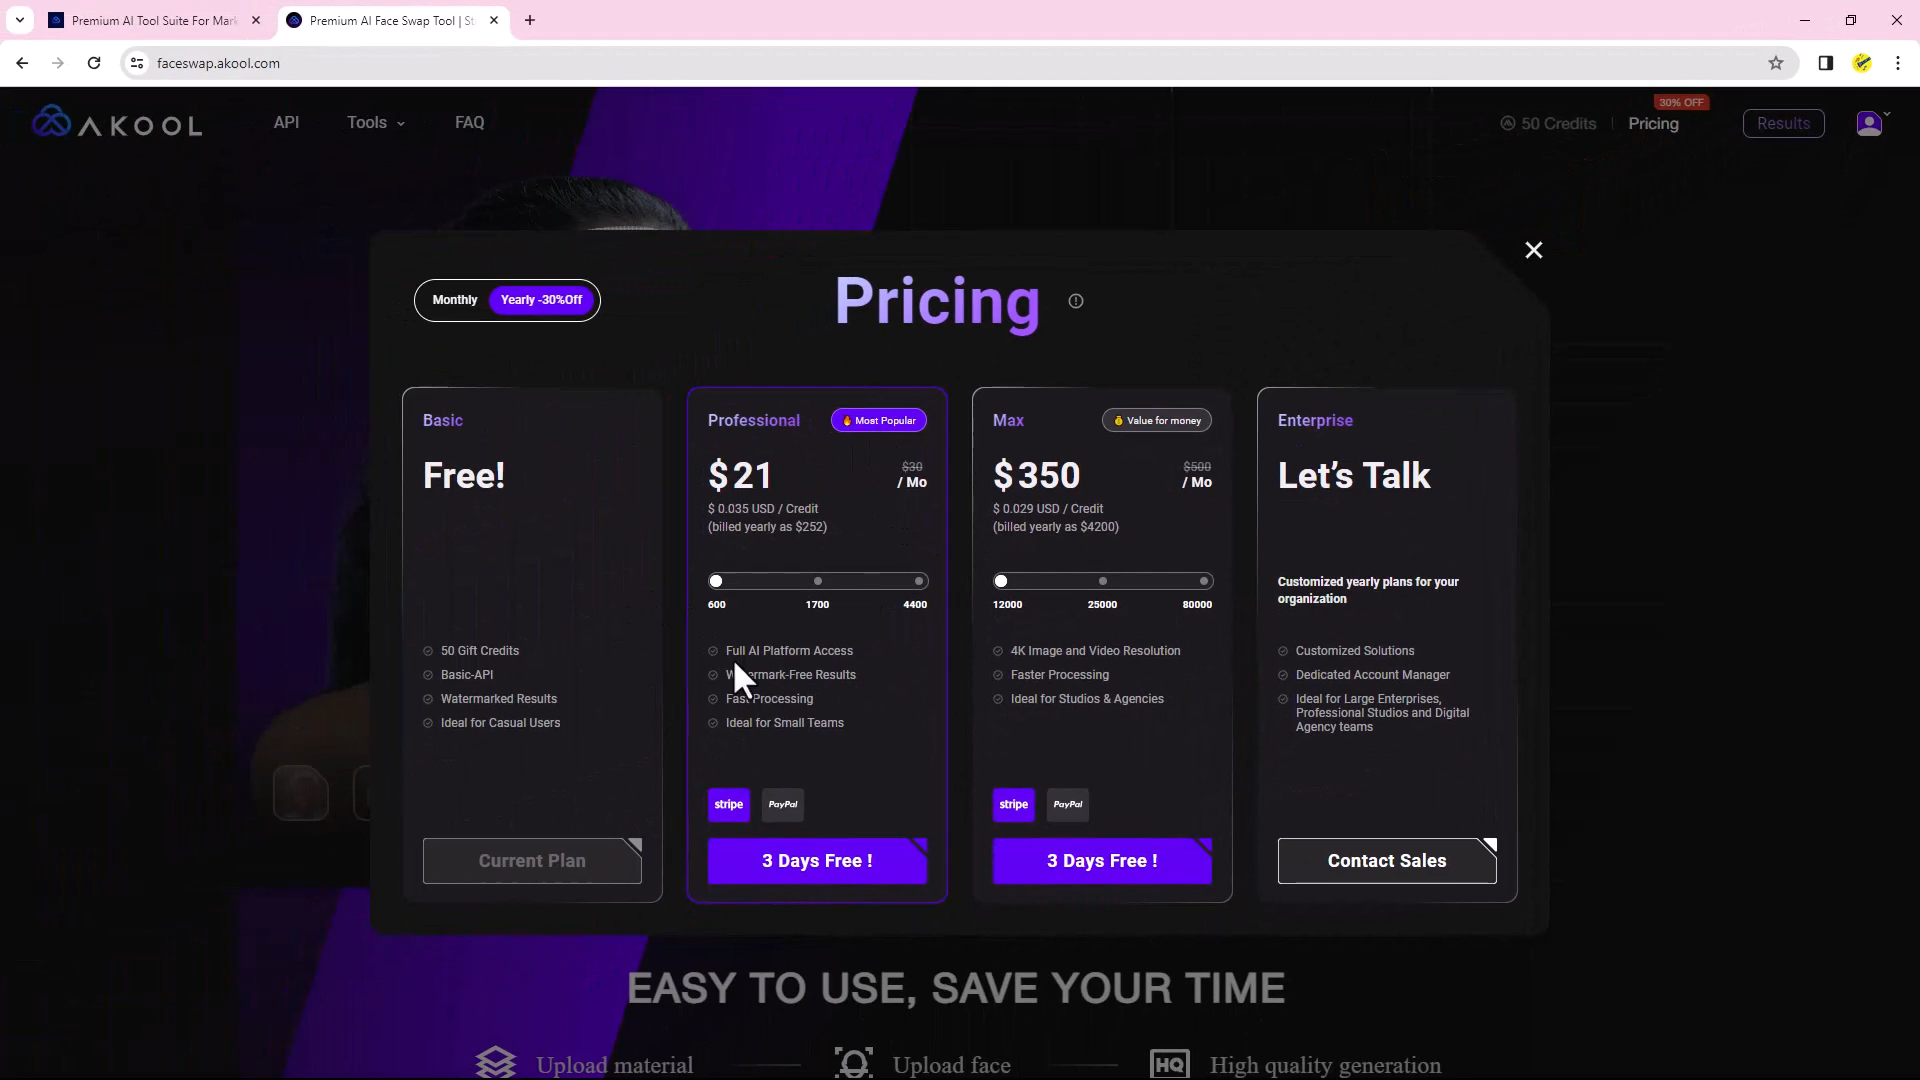 Premium AI Tool Suite For Mark
Premium AI Face Swap Tool | St
faceswap.akool.com
AKOOL
API
Tools
FAQ
50 Credits
30% OFF
Pricing
Results
Monthly
Yearly -30%Off
Pricing
Basic
Free!
50 Gift Credits
Basic-API
Watermarked Results
Ideal for Casual Users
Current Plan
Professional
🔥 Most Popular
$21
$30
/ Mo
$ 0.035 USD / Credit
(billed yearly as $252)
600
1700
4400
Full AI Platform Access
Watermark-Free Results
Fast Processing
Ideal for Small Teams
stripe
PayPal
3 Days Free !
Max
💰 Value for money
$350
$500
/ Mo
$ 0.029 USD / Credit
(billed yearly as $4200)
12000
25000
80000
4K Image and Video Resolution
Faster Processing
Ideal for Studios & Agencies
stripe
PayPal
3 Days Free !
Enterprise
Let's Talk
Customized yearly plans for your
organization
Customized Solutions
Dedicated Account Manager
Ideal for Large Enterprises,
Professional Studios and Digital
Agency teams
Contact Sales
EASY TO USE, SAVE YOUR TIME
Upload material
Upload face
HQ
High quality generation